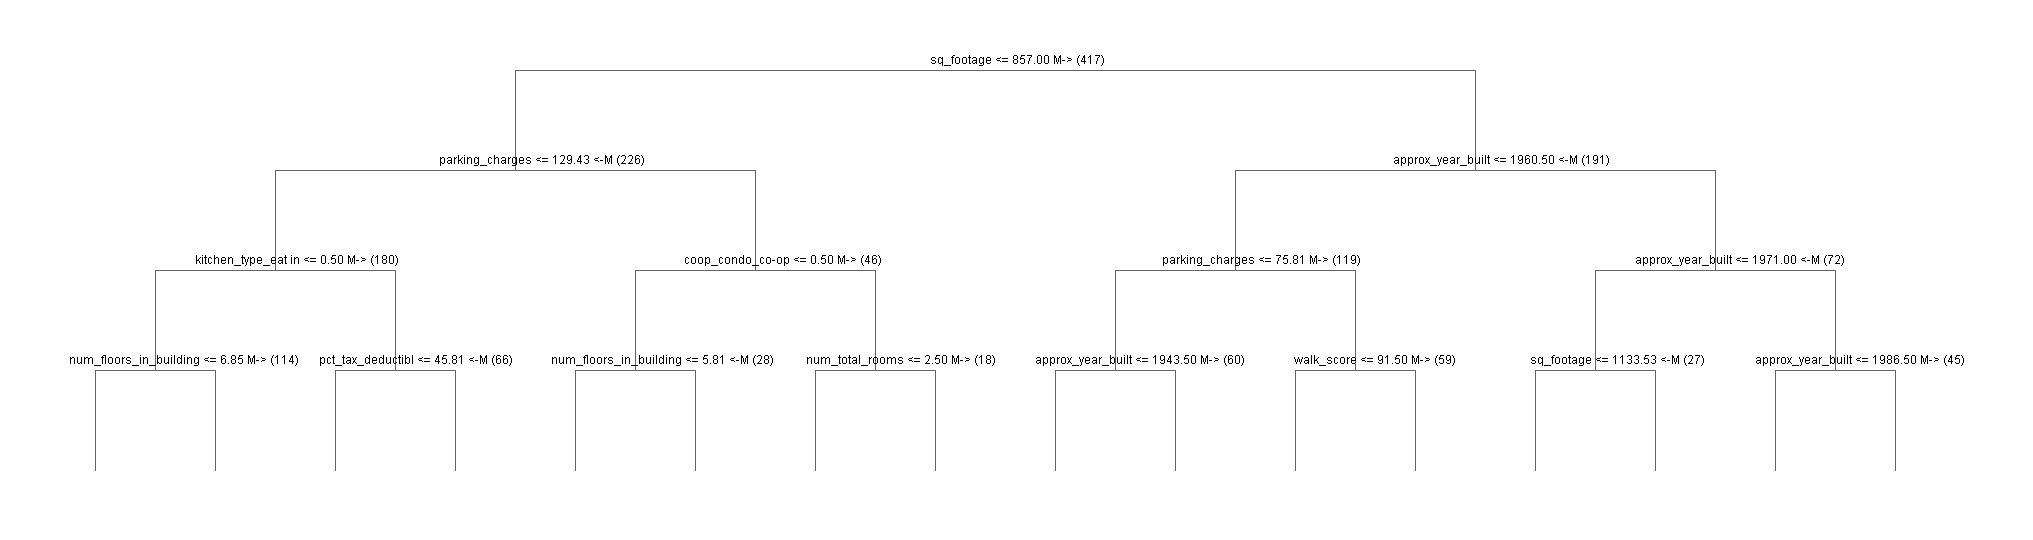 sq_footage <= 857.00 M-> (417)
parking_charges <= 129.43 <-M (226)
approx_year_built <= 1960.50 <-M (191)
kitchen_type_eat in <= 0.50 M-> (180)
coop_condo_co-op <= 0.50 M-> (46)
parking_charges <= 75.81 M-> (119)
approx_year_built <= 1971.00 <-M (72)
num_floors_in_building <= 6.85 M-> (114)
pct_tax_deductibl <= 45.81 <-M (66)
num_floors_in_building <= 5.81 <-M (28)
num_total_rooms <= 2.50 M-> (18)
approx_year_built <= 1943.50 M-> (60)
walk_score <= 91.50 M-> (59)
sq_footage <= 1133.53 <-M (27)
approx_year_built <= 1986.50 M-> (45)